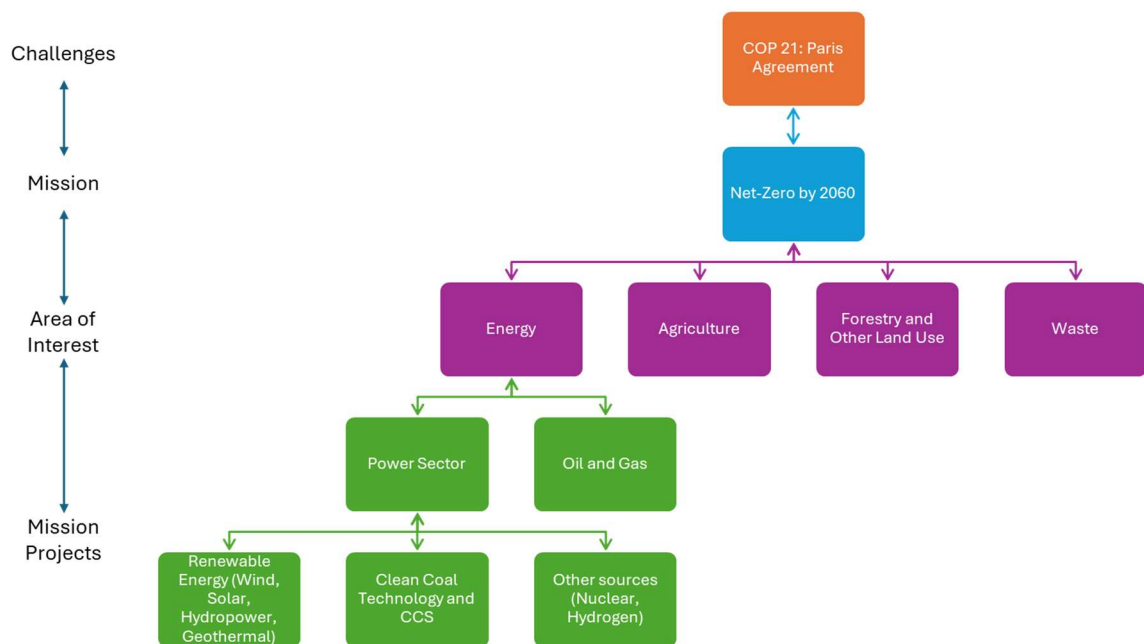 Challenges
COP 21: Paris
Agreement
Mission
Net-Zero by 2060
Area of
Interest
Energy
Agriculture
Forestry and
Other Land Use
Waste
Power Sector
Oil and Gas
Mission
Projects
Renewable
Energy (Wind,
Solar,
Hydropower,
Geothermal)
Clean Coal
Technology and
CCS
Other sources
(Nuclear,
Hydrogen)